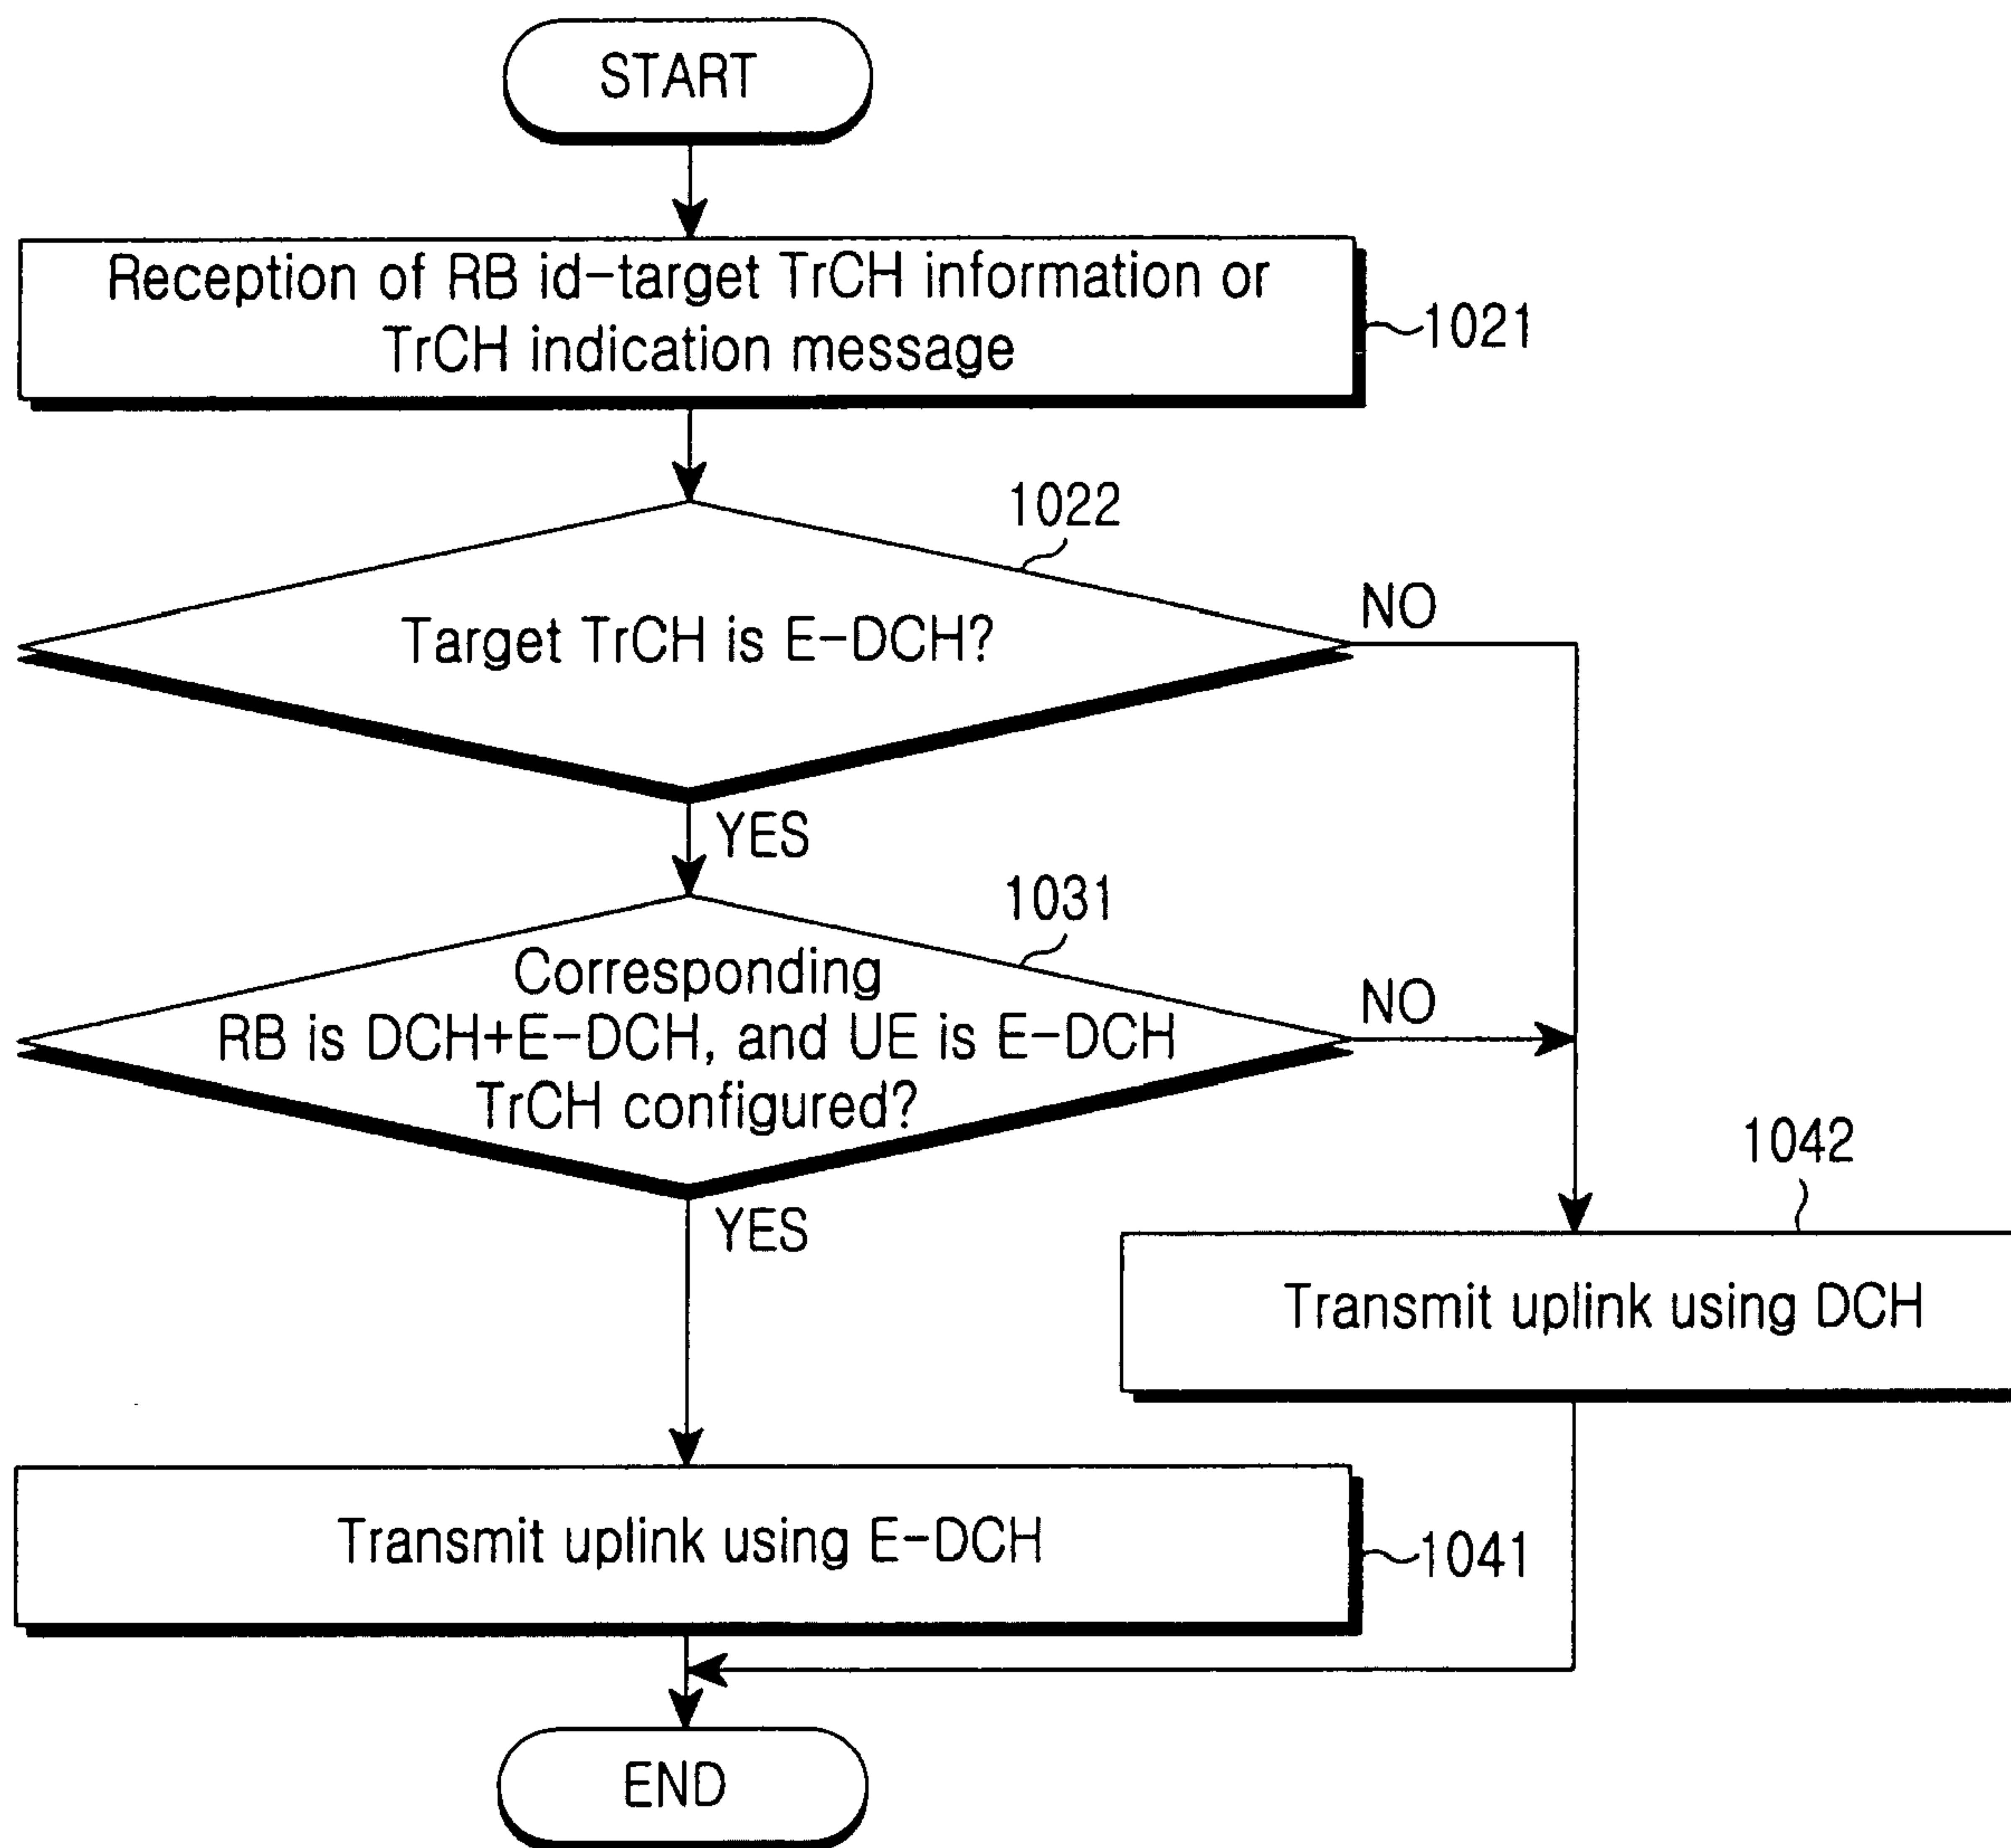 START
Reception of RB id-target TrCH information or
TrCH indication message
1021
1022
Target TrCH is E-DCH?
NO
YES
1031
Corresponding
RB is DCH+E-DCH, and UE is E-DCH
TrCH configured?
NO
YES
1042
Transmit uplink using DCH
Transmit uplink using E-DCH
1041
END